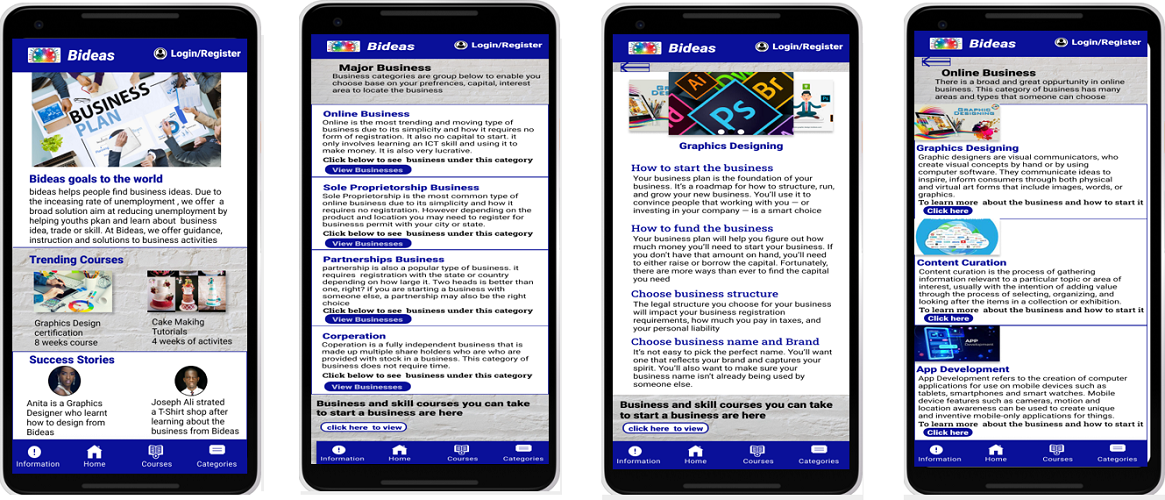 Bideas
Login/Register
BUSINESS
PLAN
Bideas goals to the world
bideas helps people find business ideas. Due to
the inceasing rate of unemployment , we offer a
broad solution aim at reducing unemployment by
helping youths pkan and learn about business
idea, trade or skill. At Bideas, we offer guidance,
instruction and solutions to business activities
Trending Courses
Graphics Design
certification
8 weeks course
Cake Makihg
Tutorials
4 weeks of activites
Success Stories
Anita is a Graphics
Designer who learnt
how to design from
Bideas
Joseph Ali strated
a T-Shirt shop after
learning about the
business from Bideas
Information
Home
Courses
Categories
Bideas
Login/Register
Major Business
Business categories are group below to enable you
choose base on your prefrences, capital, interest
area to locate the business
Online Business
Online is the most trending and moving type of
business due to its simplicity and how it requires no
form of registration. It also no capital to start. it
only involves learning an ICT skill and using it to
make money. It is also very lucrative.
Click below to see business under this category
View Businesses
Sole Proprietorship Business
Sole Proprietorship is the most common type of
online business due to its simplicity and how it
requires no registration. However depending on the
product and location you may need to register for
businesss permit with your city or state.
Click below to see business under this category
View Businesses
Partnerships Business
partnership is also a popular type of business. it
requires registration with the state or country
depending on how large it. Two heads is better than
one, right? if you are starting a business with
someone else, a partnership may also be the right
choice
Click below to see business under this category
View Businesses
Corperation
Coperation is a fully independent business that is
made up multiple share holders who are who are
provided with stock in a business. This category of
business does not require time.
Click below to see business under this category
View Businesses
Business and skill courses you can take
to start a business are here
click here to view
Information
Home
Courses
Categories
Bideas
Login/Register
Ai
Ps
Br
Graphics Designing
How to start the business
Your business plan is the foundation of your
business. It's a roadmap for how to structure, run,
and grow your new business. You'll use it to
convince people that working with you — or
investing in your company — is a smart choice
How to fund the business
Your business plan will help you figure out how
much money you'll need to start your business. If
you don't have that amount on hand, you'll need
to either raise or borrow the capital. Fortunately,
there are more ways than ever to find the capital
you need
Choose business structure
The legal structure you choose for your business
will impact your business registration
requirements, how much you pay in taxes, and
your personal liability
Choose business name and Brand
It's not easy to pick the perfect name. You'll want
one that reflects your brand and captures your
spirit. You'll also want to make sure your
business name isn't already being used by
someone else.
Business and skill courses you can take
to start a business are here
click here to view
Information
Home
Courses
Categories
Bideas
Login/Register
Online Business
There is a broad and great opportunity in online
business. This category of business has many
areas and types that someone can choose
GRAPHIC
DESIGNING
Graphics Designing
Graphic designers are visual communicators, who
create visual concepts by hand or by using
computer software. They communicate ideas to
inspire, inform consumers through both physical
and virtual art forms that include images, words, or
graphics.
To learn more about the business and how to start it
Click here
Content Curation
Content curation is the process of gathering
information relevant to a particular topic or area of
interest, usually with the intention of adding value
through the process of selecting, organizing, and
looking after the items in a collection or exhibition.
To learn more about the business and how to start it
Click here
APP
Development
App Development
App Development refers to the creation of computer
applications for use on mobile devices such as
tablets, smartphones and smart watches. Mobile
device features such as cameras, motion and
location awareness can be used to create unique
and inventive mobile-only applications for things.
To learn more about the business and how to start it
Click here
Information
Home
Courses
Categories